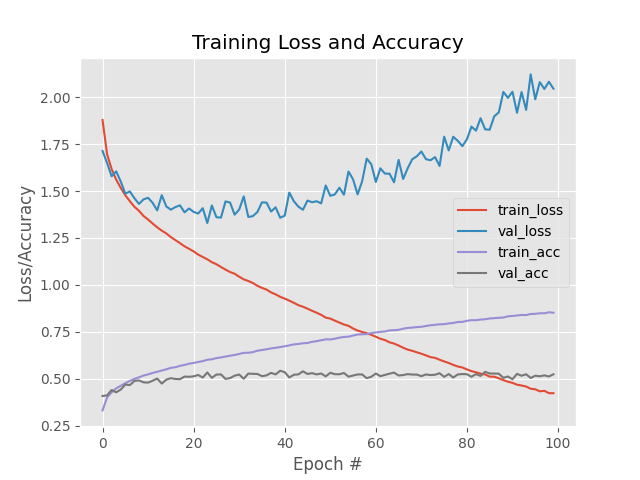 Training Loss and Accuracy
Loss/Accuracy
2.00
1.75
1.50
1.25
1.00
0.75
0.50
0.25
train_loss
val_loss
train_acc
val_acc
0 20 40 60 80 100
Epoch #